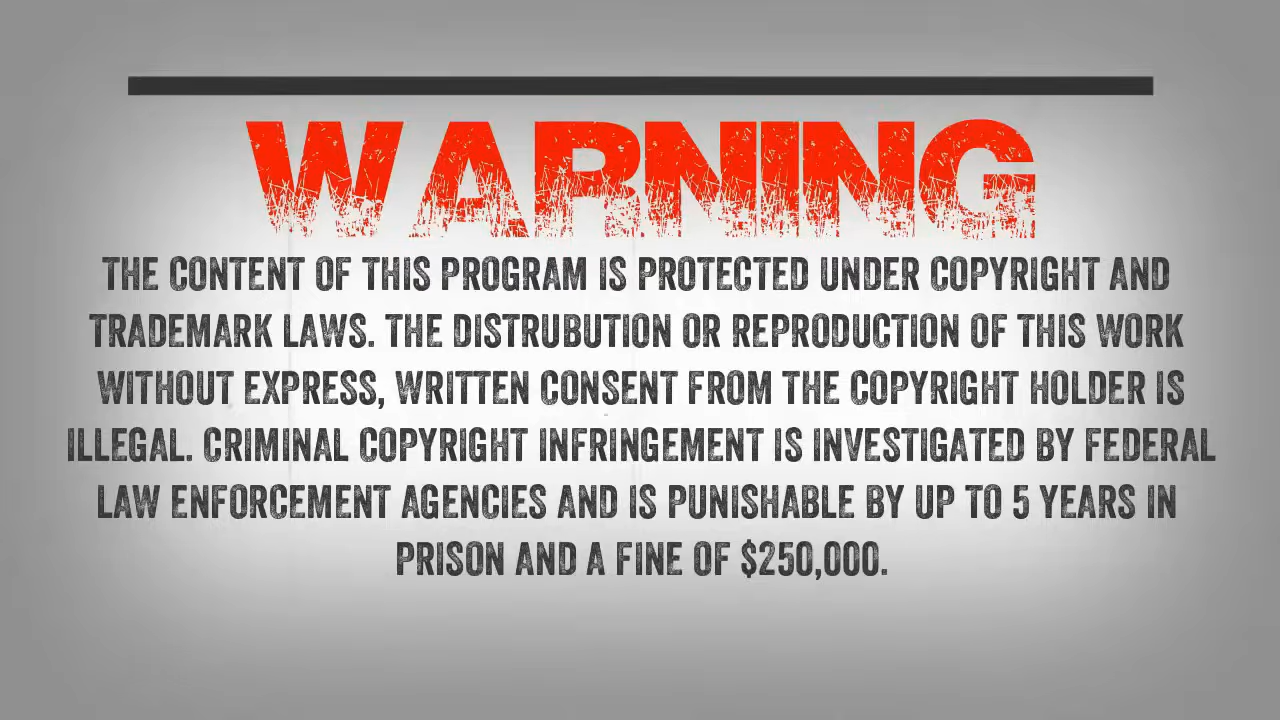 WARNING
THE CONTENT OF THIS PROGRAM IS PROTECTED UNDER COPYRIGHT AND
TRADEMARK LAWS. THE DISTRUBUTION OR REPRODUCTION OF THIS WORK
WITHOUT EXPRESS, WRITTEN CONSENT FROM THE COPYRIGHT HOLDER IS
ILLEGAL. CRIMINAL COPYRIGHT INFRINGEMENT IS INVESTIGATED BY FEDERAL
LAW ENFORCEMENT AGENCIES AND IS PUNISHABLE BY UP TO 5 YEARS IN
PRISON AND A FINE OF $250,000.